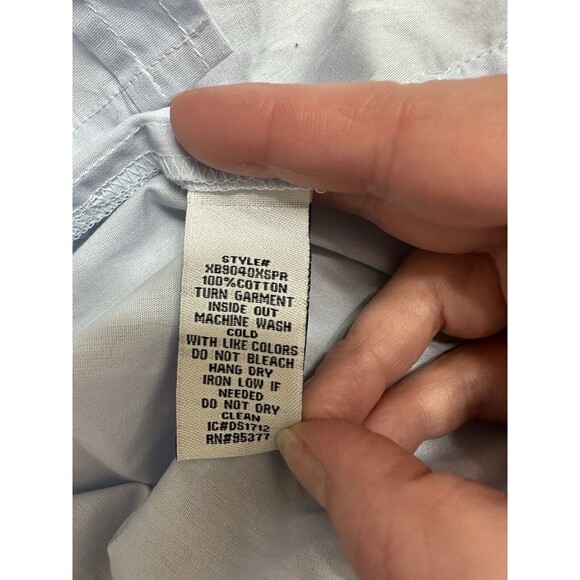 STYLE#
XB9040XSPR
100%COTTON
TURN GARMENT
INSIDE OUT
MACHINE WASH
COLD
WITH LIKE COLORS
DO NOT BLEACH
HANG DRY
IRON LOW IF
NEEDED
DO NOT DRY
CLEAN
IC#DS1712
RN#95377